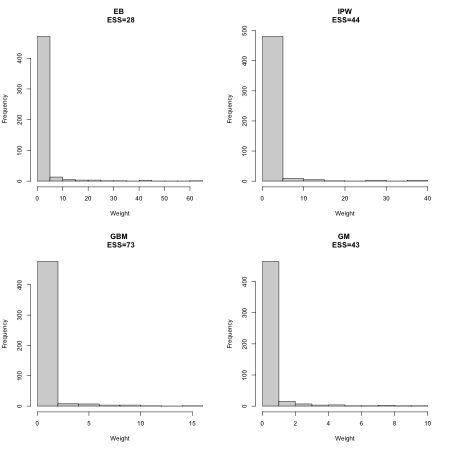 EB
ESS=28
Frequency
0 100 200 300 400
0 10 20 30 40 50 60
Weight
IPW
ESS=44
Frequency
0 100 200 300 400 500
0 10 20 30 40
Weight
GBM
ESS=73
Frequency
0 100 200 300 400
0 5 10 15
Weight
GM
ESS=43
Frequency
0 100 200 300 400
0 2 4 6 8 10
Weight